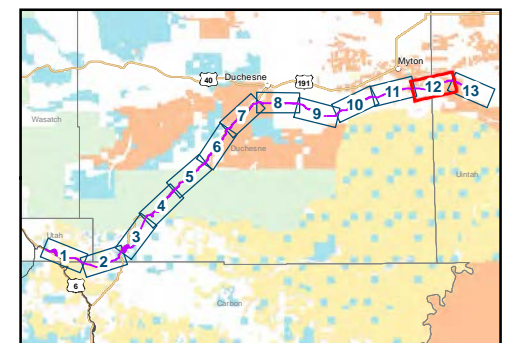 Myton
40
Duchesne
191
12
13
11
10
8
9
7
Wasatch
6
Duchesne
5
Uintah
4
Utah
3
1
2
6
Carbon